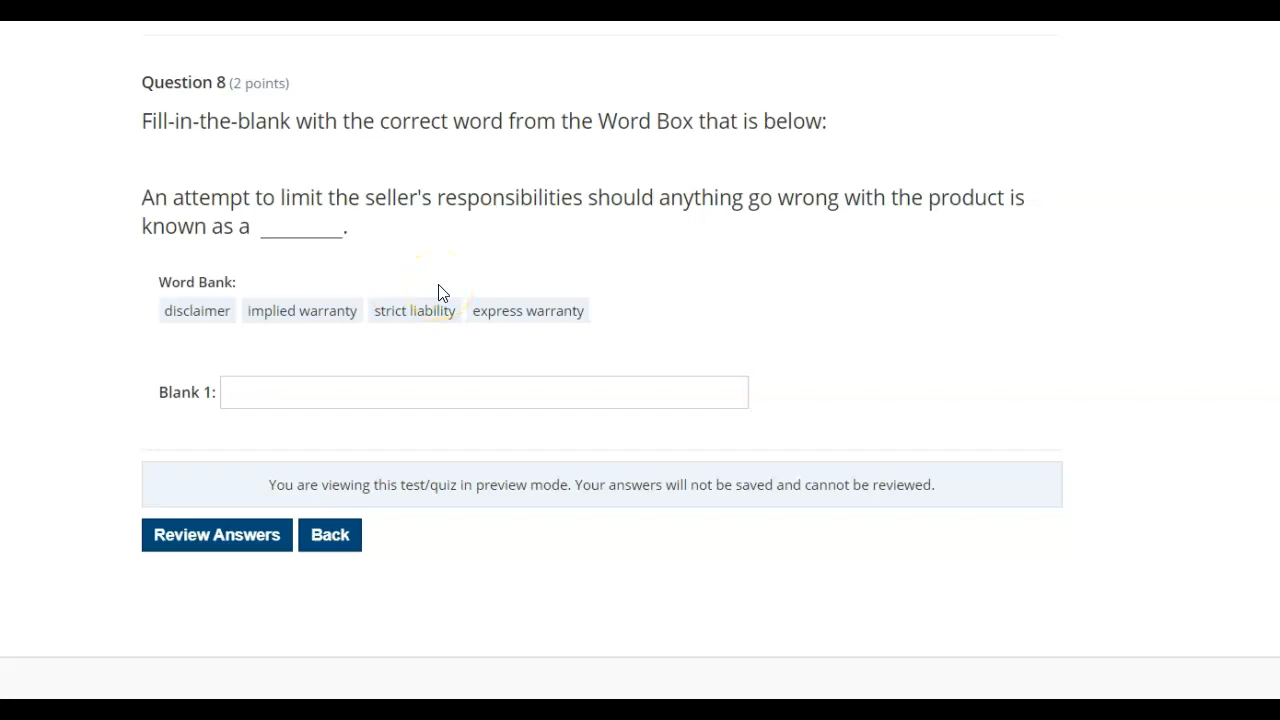 Question 8 (2 points)
Fill-in-the-blank with the correct word from the Word Box that is below:
An attempt to limit the seller's responsibilities should anything go wrong with the product is
known as a ________.
Word Bank:
disclaimer implied warranty strict liability express warranty
Blank 1:
You are viewing this test/quiz in preview mode. Your answers will not be saved and cannot be reviewed.
Review Answers Back